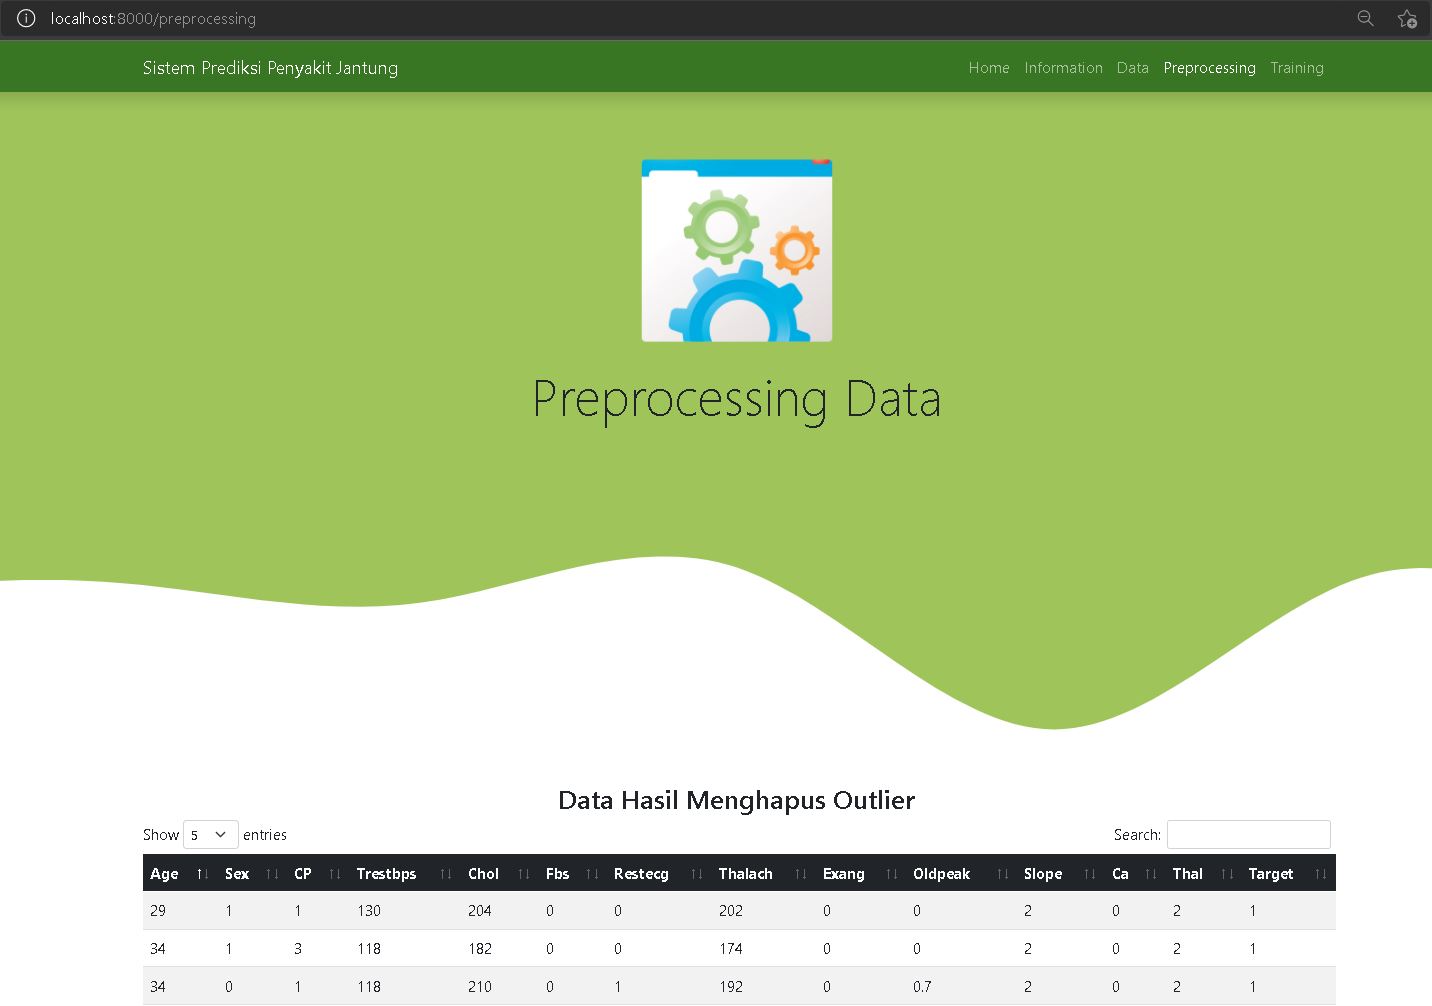 localhost:8000/preprocessing
Sistem Prediksi Penyakit Jantung Home Information Data Preprocessing Training
Preprocessing Data
Data Hasil Menghapus Outlier
Show 5 entries Search:
Age Sex CP Trestbps Chol Fbs Restecg Thalach Exang Oldpeak Slope Ca Thal Target
29 1 1 130 204 0 0 202 0 0 2 0 2 1
34 1 3 118 182 0 0 174 0 0 2 0 2 1
34 0 1 118 210 0 1 192 0 0.7 2 0 2 1